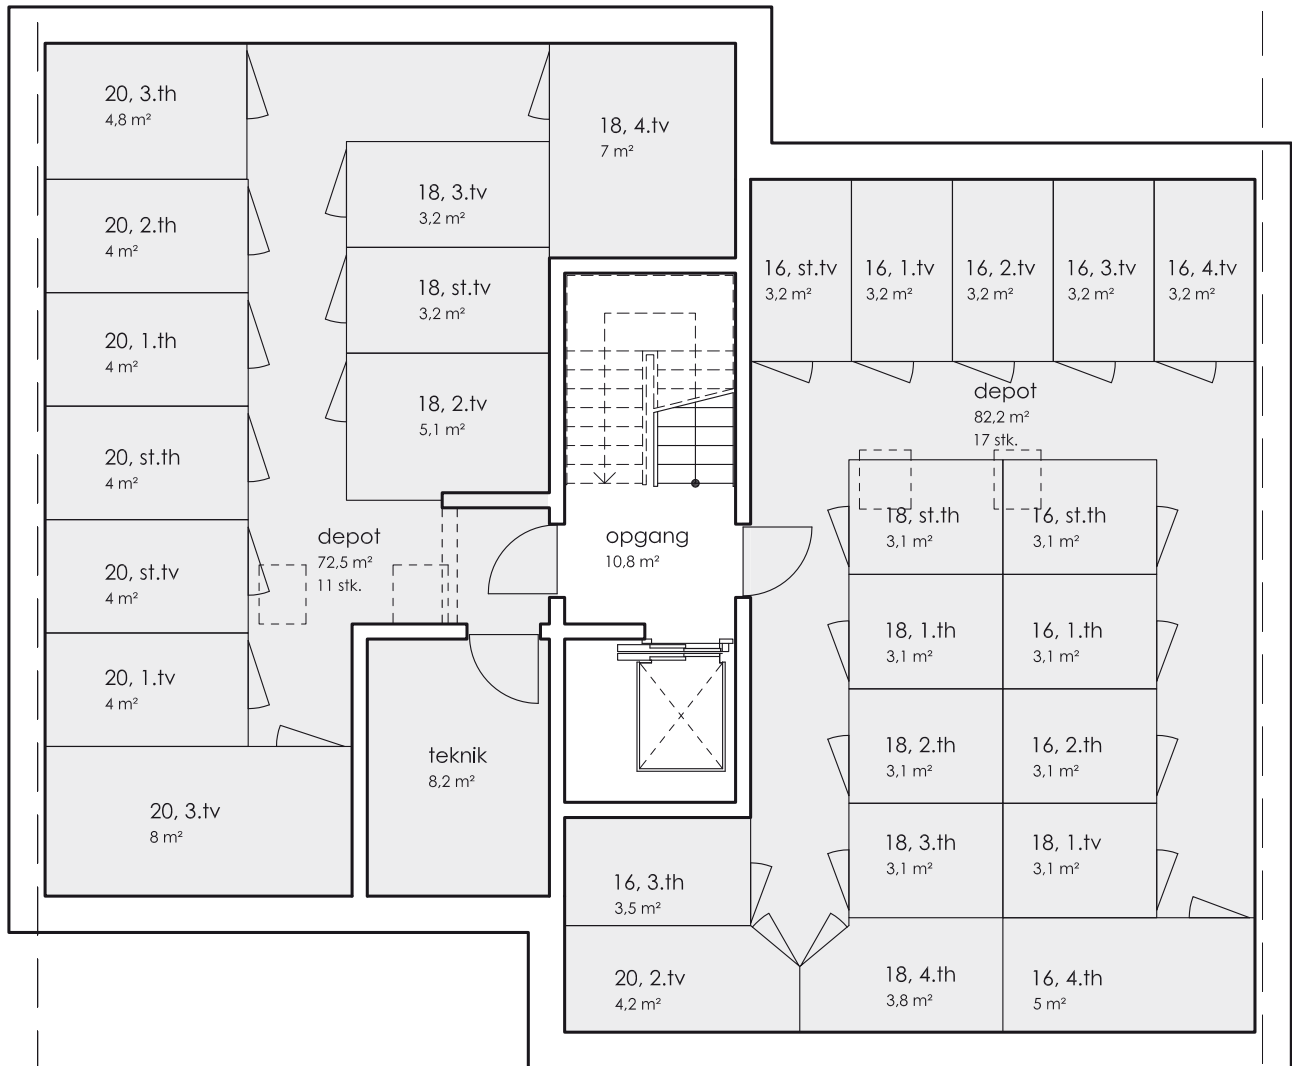 20, 3.th
4,8 m²
18, 4.tv
7 m²
18, 3.tv
3,2 m²
20, 2.th
4 m²
18, st.tv
3,2 m²
20, 1.th
4 m²
18, 2.tv
5,1 m²
20, st.th
4 m²
depot
72,5 m²
11 stk.
20, st.tv
4 m²
20, 1.tv
4 m²
20, 3.tv
8 m²
teknik
8,2 m²
opgang
10,8 m²
16, st.tv
3,2 m²
16, 1.tv
3,2 m²
16, 2.tv
3,2 m²
16, 3.tv
3,2 m²
16, 4.tv
3,2 m²
depot
82,2 m²
17 stk.
18, st.th
3,1 m²
16, st.th
3,1 m²
18, 1.th
3,1 m²
16, 1.th
3,1 m²
18, 2.th
3,1 m²
16, 2.th
3,1 m²
18, 3.th
3,1 m²
18, 1.tv
3,1 m²
16, 3.th
3,5 m²
20, 2.tv
4,2 m²
18, 4.th
3,8 m²
16, 4.th
5 m²